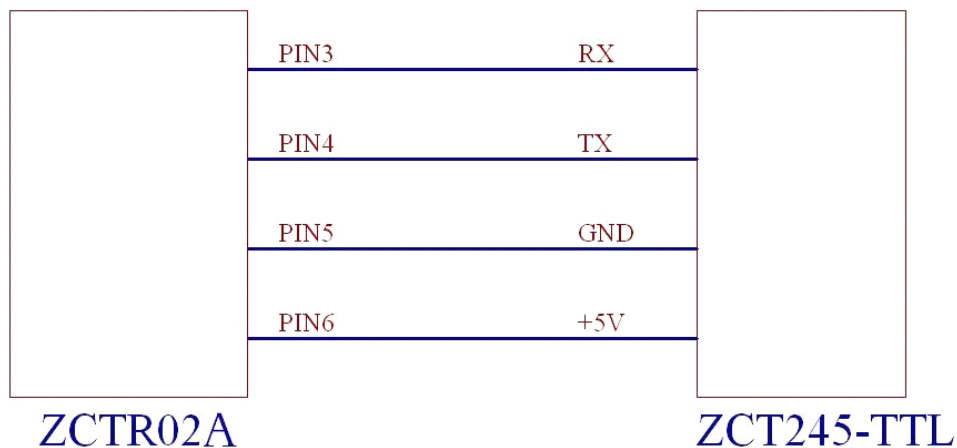 PIN3 RX
PIN4 TX
PIN5 GND
PIN6 +5V
ZCTR02A ZCT245-TTL